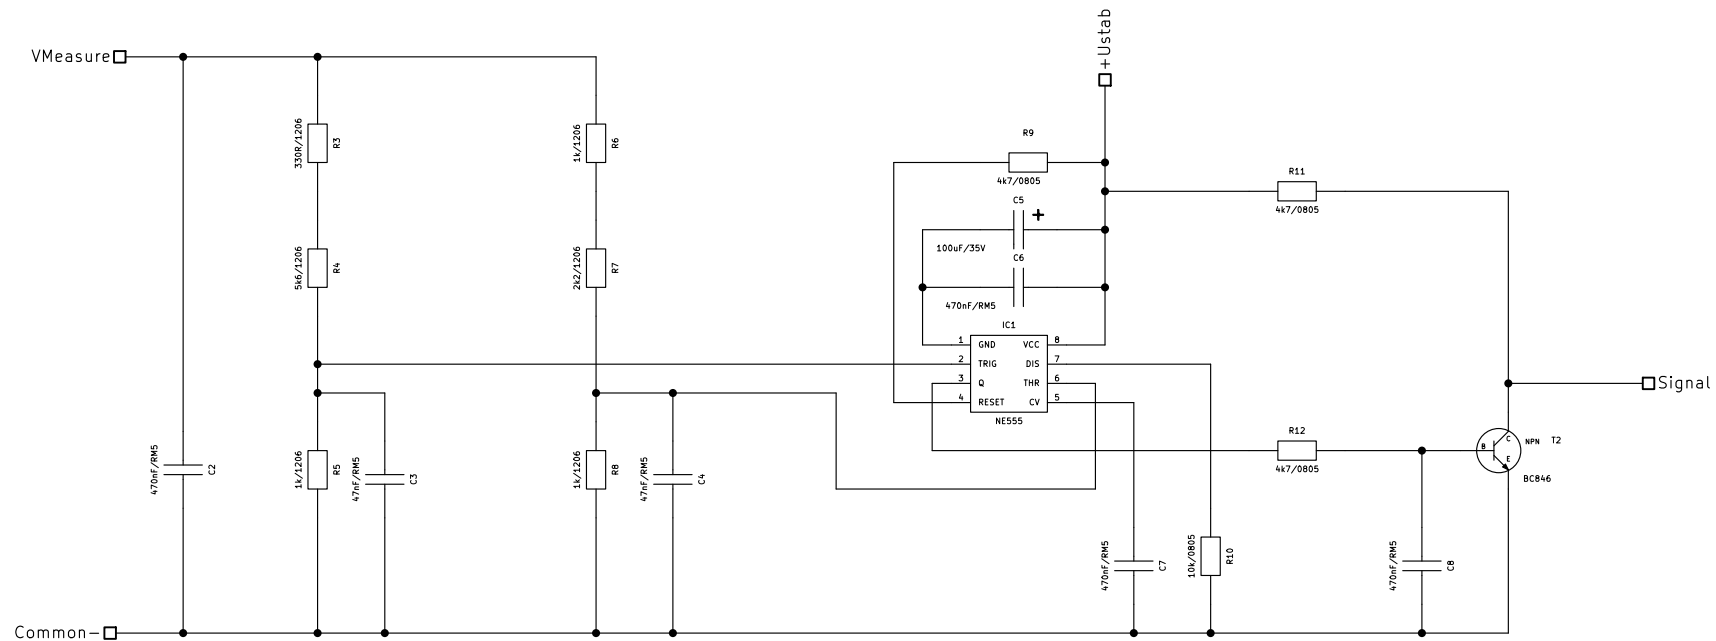 +Ustab
VMeasure
330R/1206
R3
1k/1206
R6
R9
4k7/0805
R11
4k7/0805
C5
+
100uF/35V
C6
470nF/RM5
5k6/1206
R4
2k2/1206
R7
IC1
1 GND VCC 8
2 TRIG DIS 7
3 Q THR 6
4 RESET CV 5
NE555
Signal
470nF/RM5
C2
1k/1206
R5
47nF/RM5
C3
1k/1206
R8
47nF/RM5
C4
R12
4k7/0805
B
C
E
NPN
T2
BC846
470nF/RM5
C7
10k/0805
R10
470nF/RM5
C8
Common-